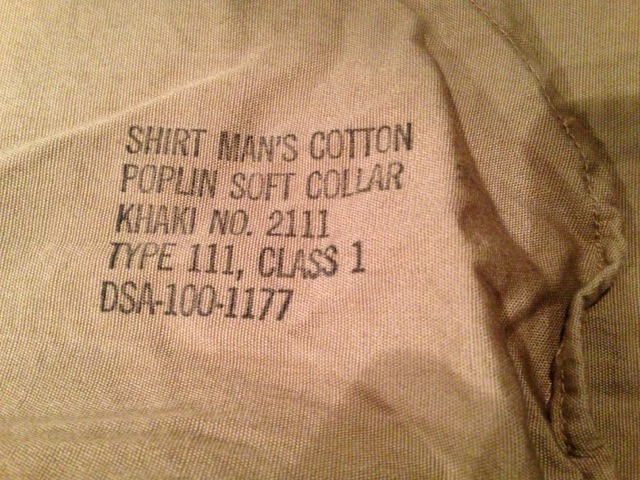 SHIRT MAN'S COTTON
POPLIN SOFT COLLAR
KHAKI NO. 2111
TYPE 111, CLASS 1
DSA-100-1177